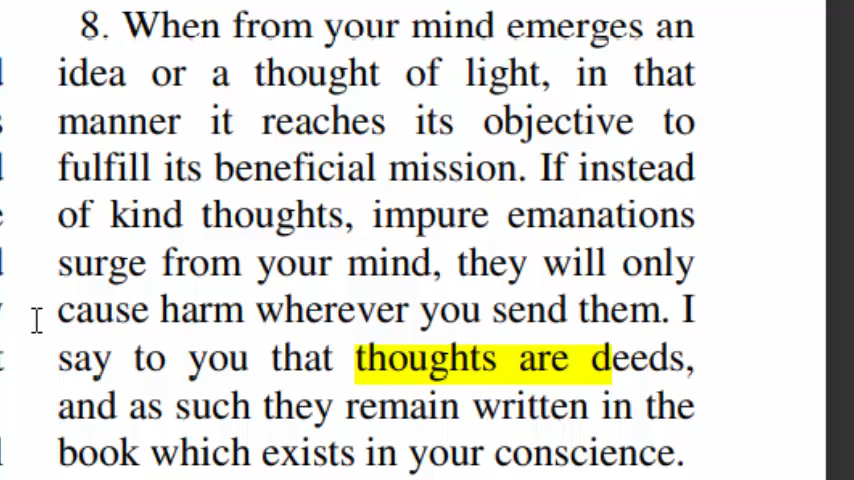 8. When from your mind emerges an
idea or a thought of light, in that
manner it reaches its objective to
fulfill its beneficial mission. If instead
of kind thoughts, impure emanations
surge from your mind, they will only
cause harm wherever you send them. I
say to you that thoughts are deeds,
and as such they remain written in the
book which exists in your conscience.